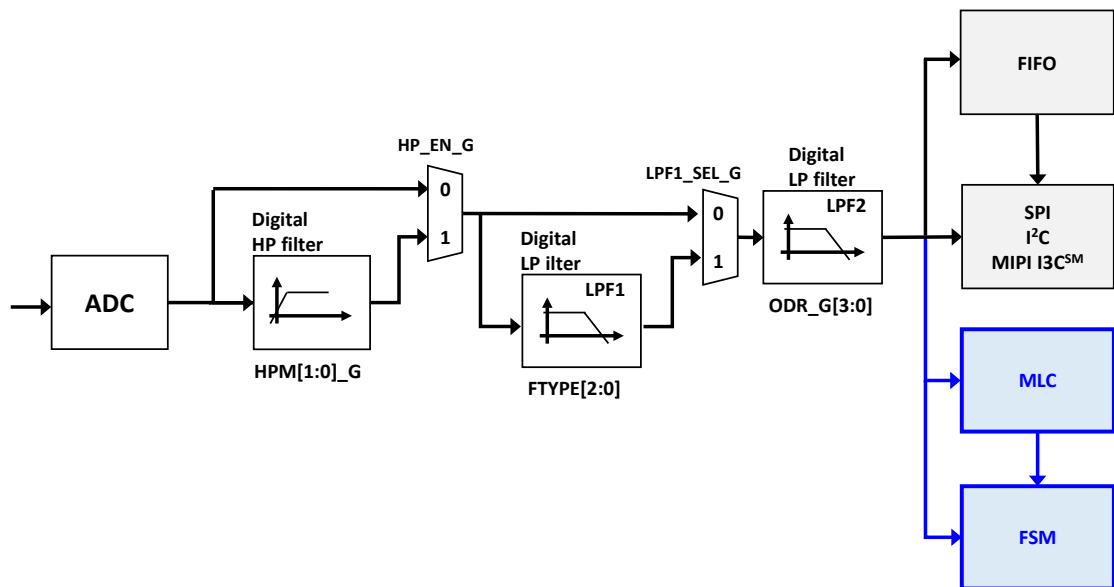 ADC
Digital
HP filter
HPM[1:0]_G
HP_EN_G
0
1
Digital
LP ilter
LPF1
FTYPE[2:0]
LPF1_SEL_G
0
1
Digital
LP filter
LPF2
ODR_G[3:0]
FIFO
SPI
I²C
MIPI I3Cˢᴹ
MLC
FSM